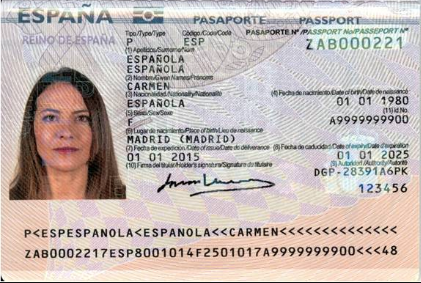 ESPAÑA PASAPORTE PASSPORT
REINO DE ESPAÑA Tipo/Type/Type Código/Code/Code PASAPORTE Nº/PASSPORT No/PASSEPORT Nº
P ESP ZAB000221
(1) Apellidos/Surname/Nom
ESPAÑOLA
ESPAÑOLA
(2) Nombre/Given Names/Prénoms
CARMEN
(3) Nacionalidad/Nationality/Nationalité (4) Fecha de nacimiento/Date of birth/Date de naissance
ESPAÑOLA 01 01 1980
(5) Sexo/Sex/Sexe (11) Id.No.
F A9999999900
(6) Lugar de nacimiento/Place of birth/Lieu de naissance
MADRID (MADRID)
(7) Fecha de expedición/Date of issue/Date de délivrance (8) Fecha de caducidad/Date of expiry/Date d'expiration
01 01 2015 01 01 2025
(10) Firma del titular/Holder's signature/Signature du titulaire (9) Autoridad/Authority/Autorité
DGP-28391A6PK
123456
P<ESPESPANOLA<ESPANOLA<<CARMEN<<<<<<<<<<<<<<
ZAB0002217ESP8001014F2501017A9999999900<<<48